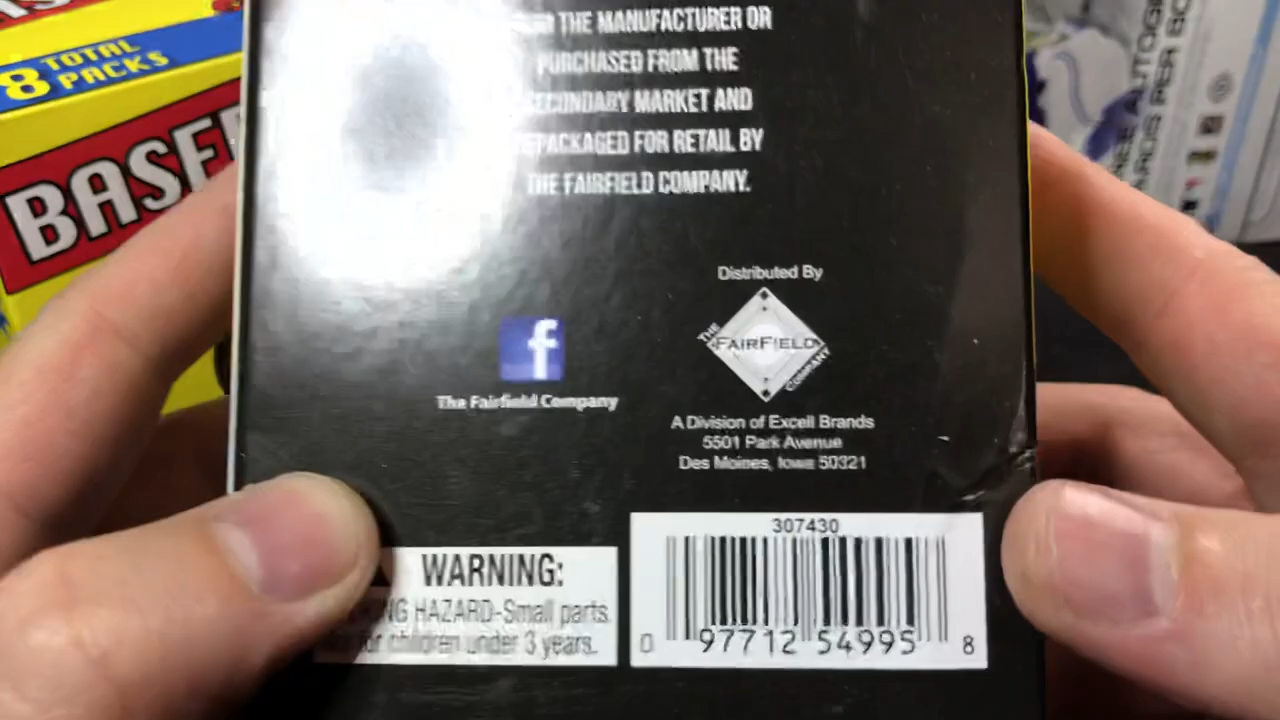 8 TOTAL
PACKS
THE MANUFACTURER OR
PURCHASED FROM THE
SECONDARY MARKET AND
REPACKAGED FOR RETAIL BY
THE FAIRFIELD COMPANY.
Distributed By
THE
FAIRFIELD
COMPANY
f
The Fairfield Company
A Division of Excell Brands
5501 Park Avenue
Des Moines, Iowa 50321
WARNING:
HAZARD-Small parts.
for children under 3 years.
307430
0 97712 54995 8